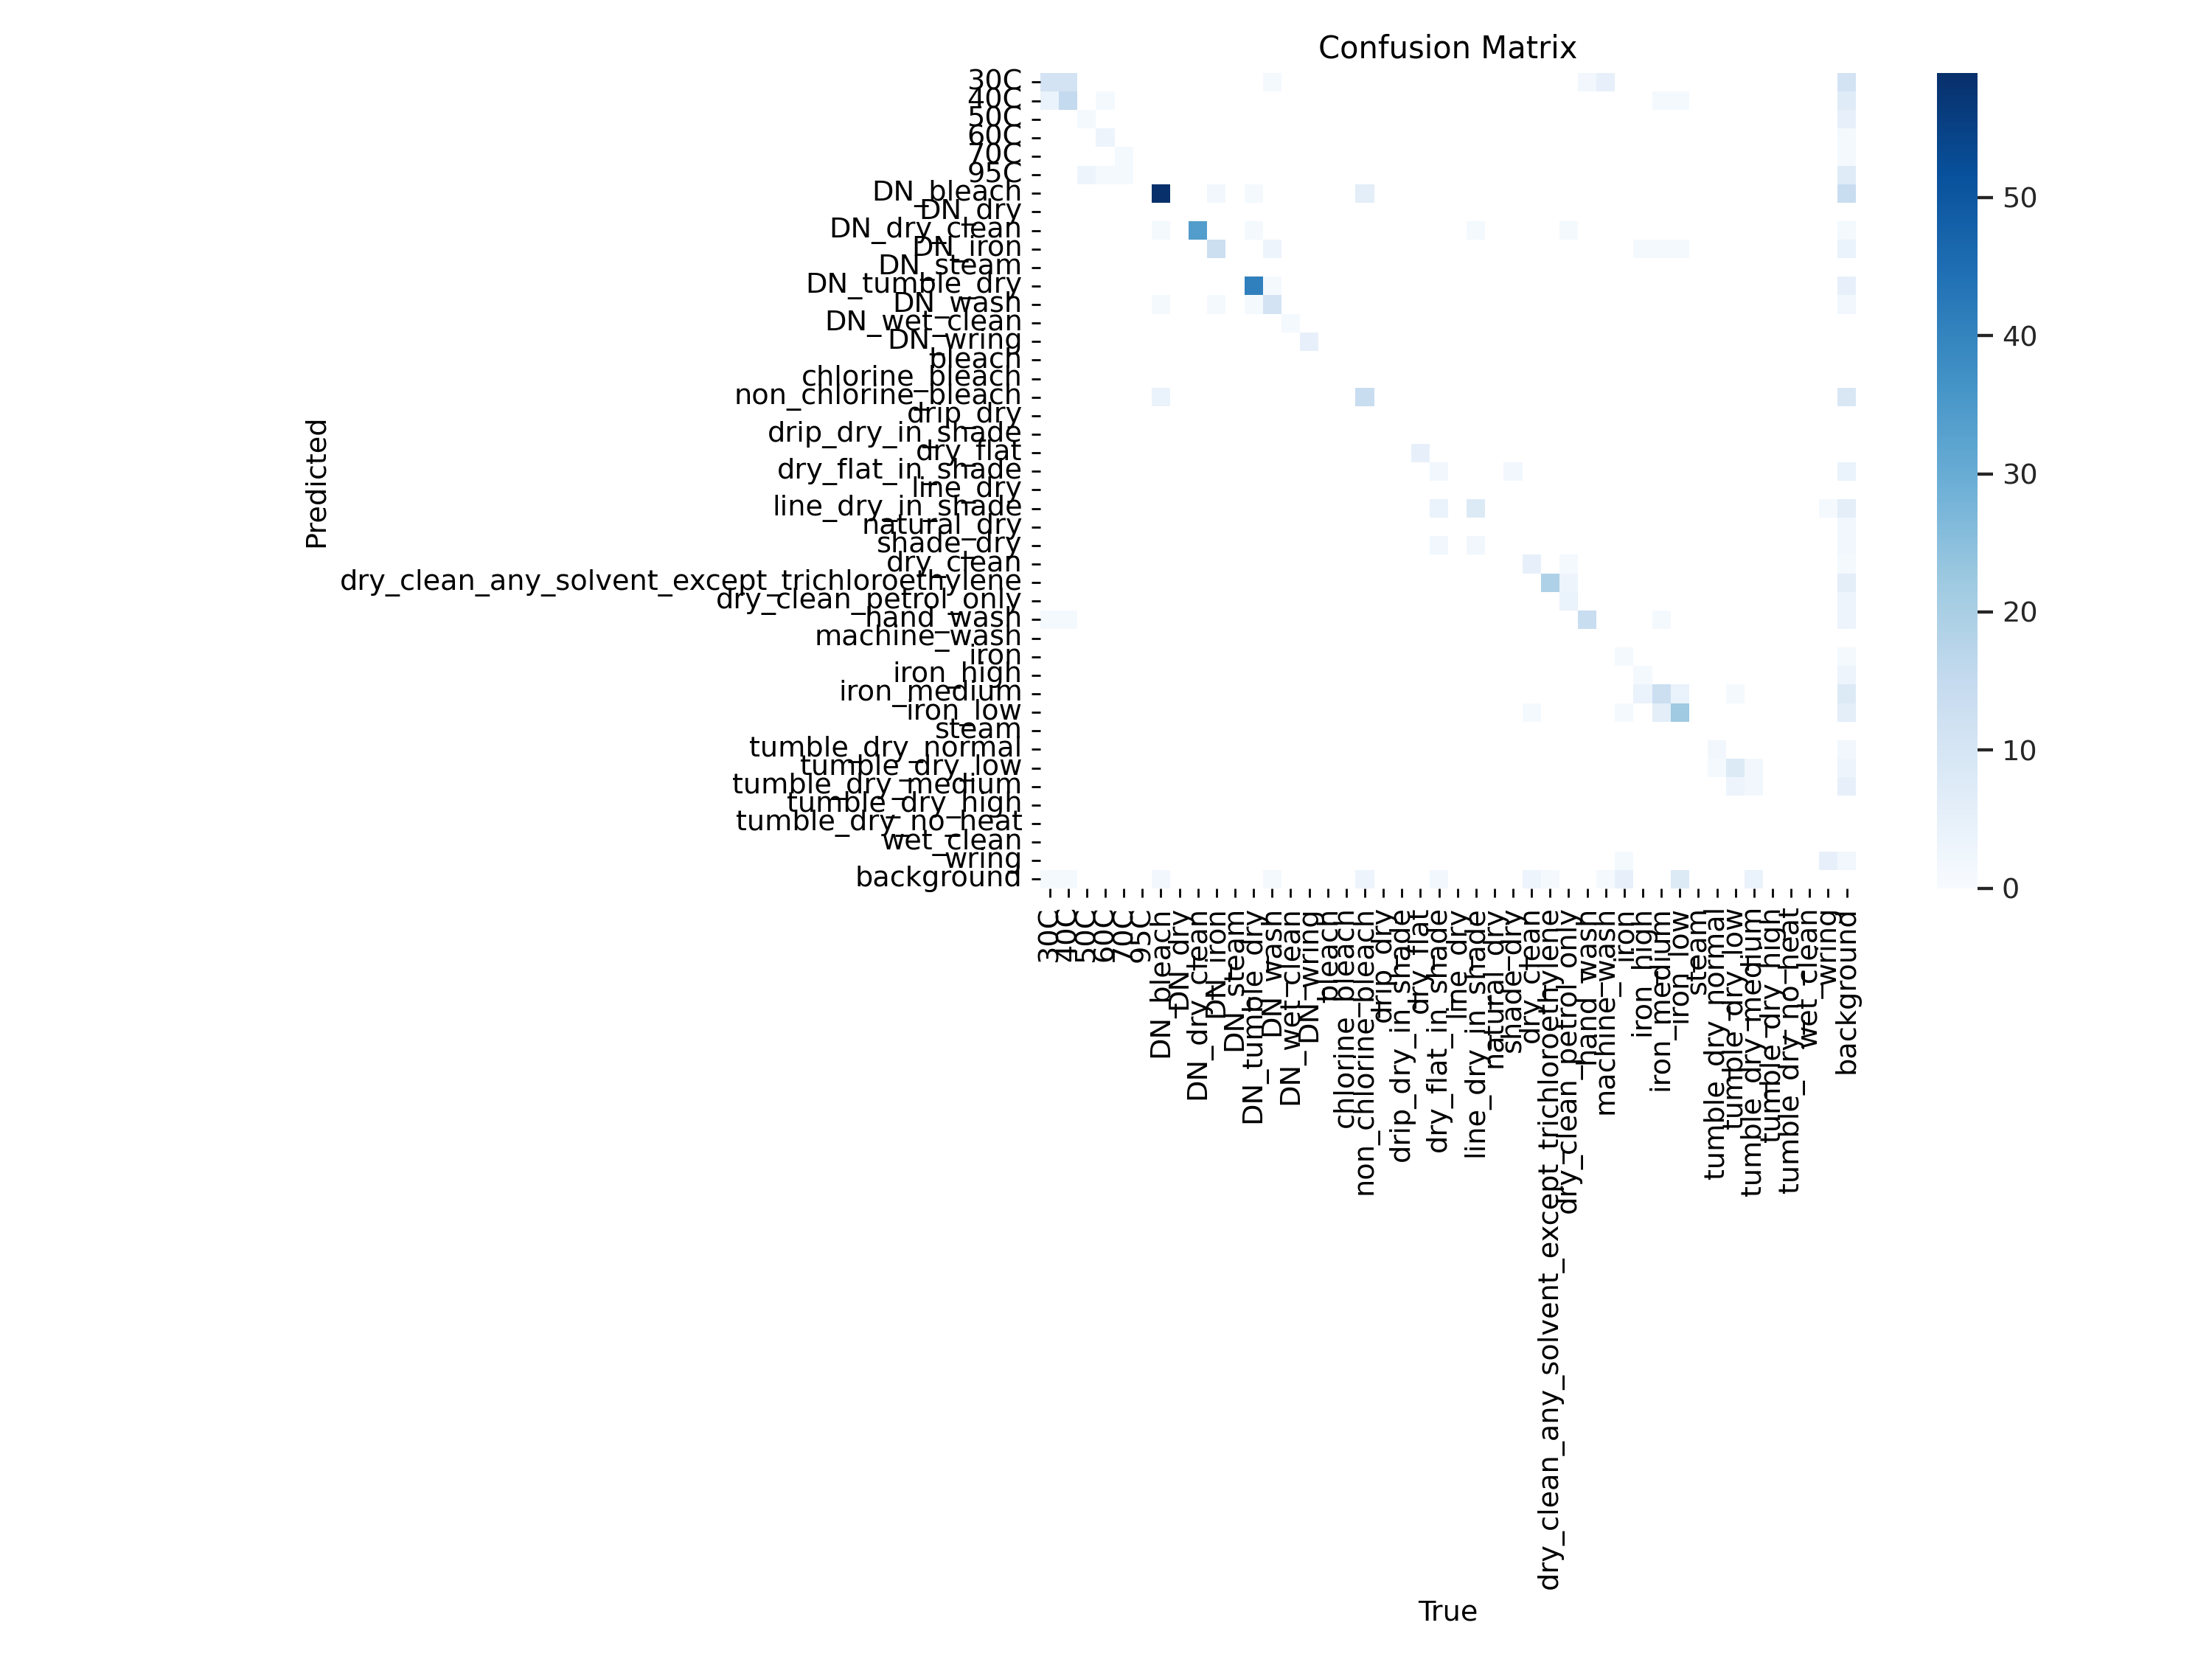 Confusion Matrix
Predicted
30C
40C
50C
60C
70C
95C
DN_bleach
DN_dry
DN_dry_clean
DN_iron
DN_steam
DN_tumble_dry
DN_wash
DN_wet_clean
DN_wring
bleach
chlorine_bleach
non_chlorine_bleach
drip_dry
drip_dry_in_shade
dry_flat
dry_flat_in_shade
line_dry
line_dry_in_shade
natural_dry
shade_dry
dry_clean
dry_clean_any_solvent_except_trichloroethylene
dry_clean_petrol_only
hand_wash
machine_wash
iron
iron_high
iron_medium
iron_low
steam
tumble_dry_normal
tumble_dry_low
tumble_dry_medium
tumble_dry_high
tumble_dry_no_heat
wet_clean
wring
background
30C
40C
50C
60C
70C
95C
DN_bleach
DN_dry
DN_dry_clean
DN_iron
DN_steam
DN_tumble_dry
DN_wash
DN_wet_clean
DN_wring
bleach
chlorine_bleach
non_chlorine_bleach
drip_dry
drip_dry_in_shade
dry_flat
dry_flat_in_shade
line_dry
line_dry_in_shade
natural_dry
shade_dry
dry_clean
dry_clean_any_solvent_except_trichloroethylene
dry_clean_petrol_only
hand_wash
machine_wash
iron
iron_high
iron_medium
iron_low
steam
tumble_dry_normal
tumble_dry_low
tumble_dry_medium
tumble_dry_high
tumble_dry_no_heat
wet_clean
wring
background
True
50
40
30
20
10
0